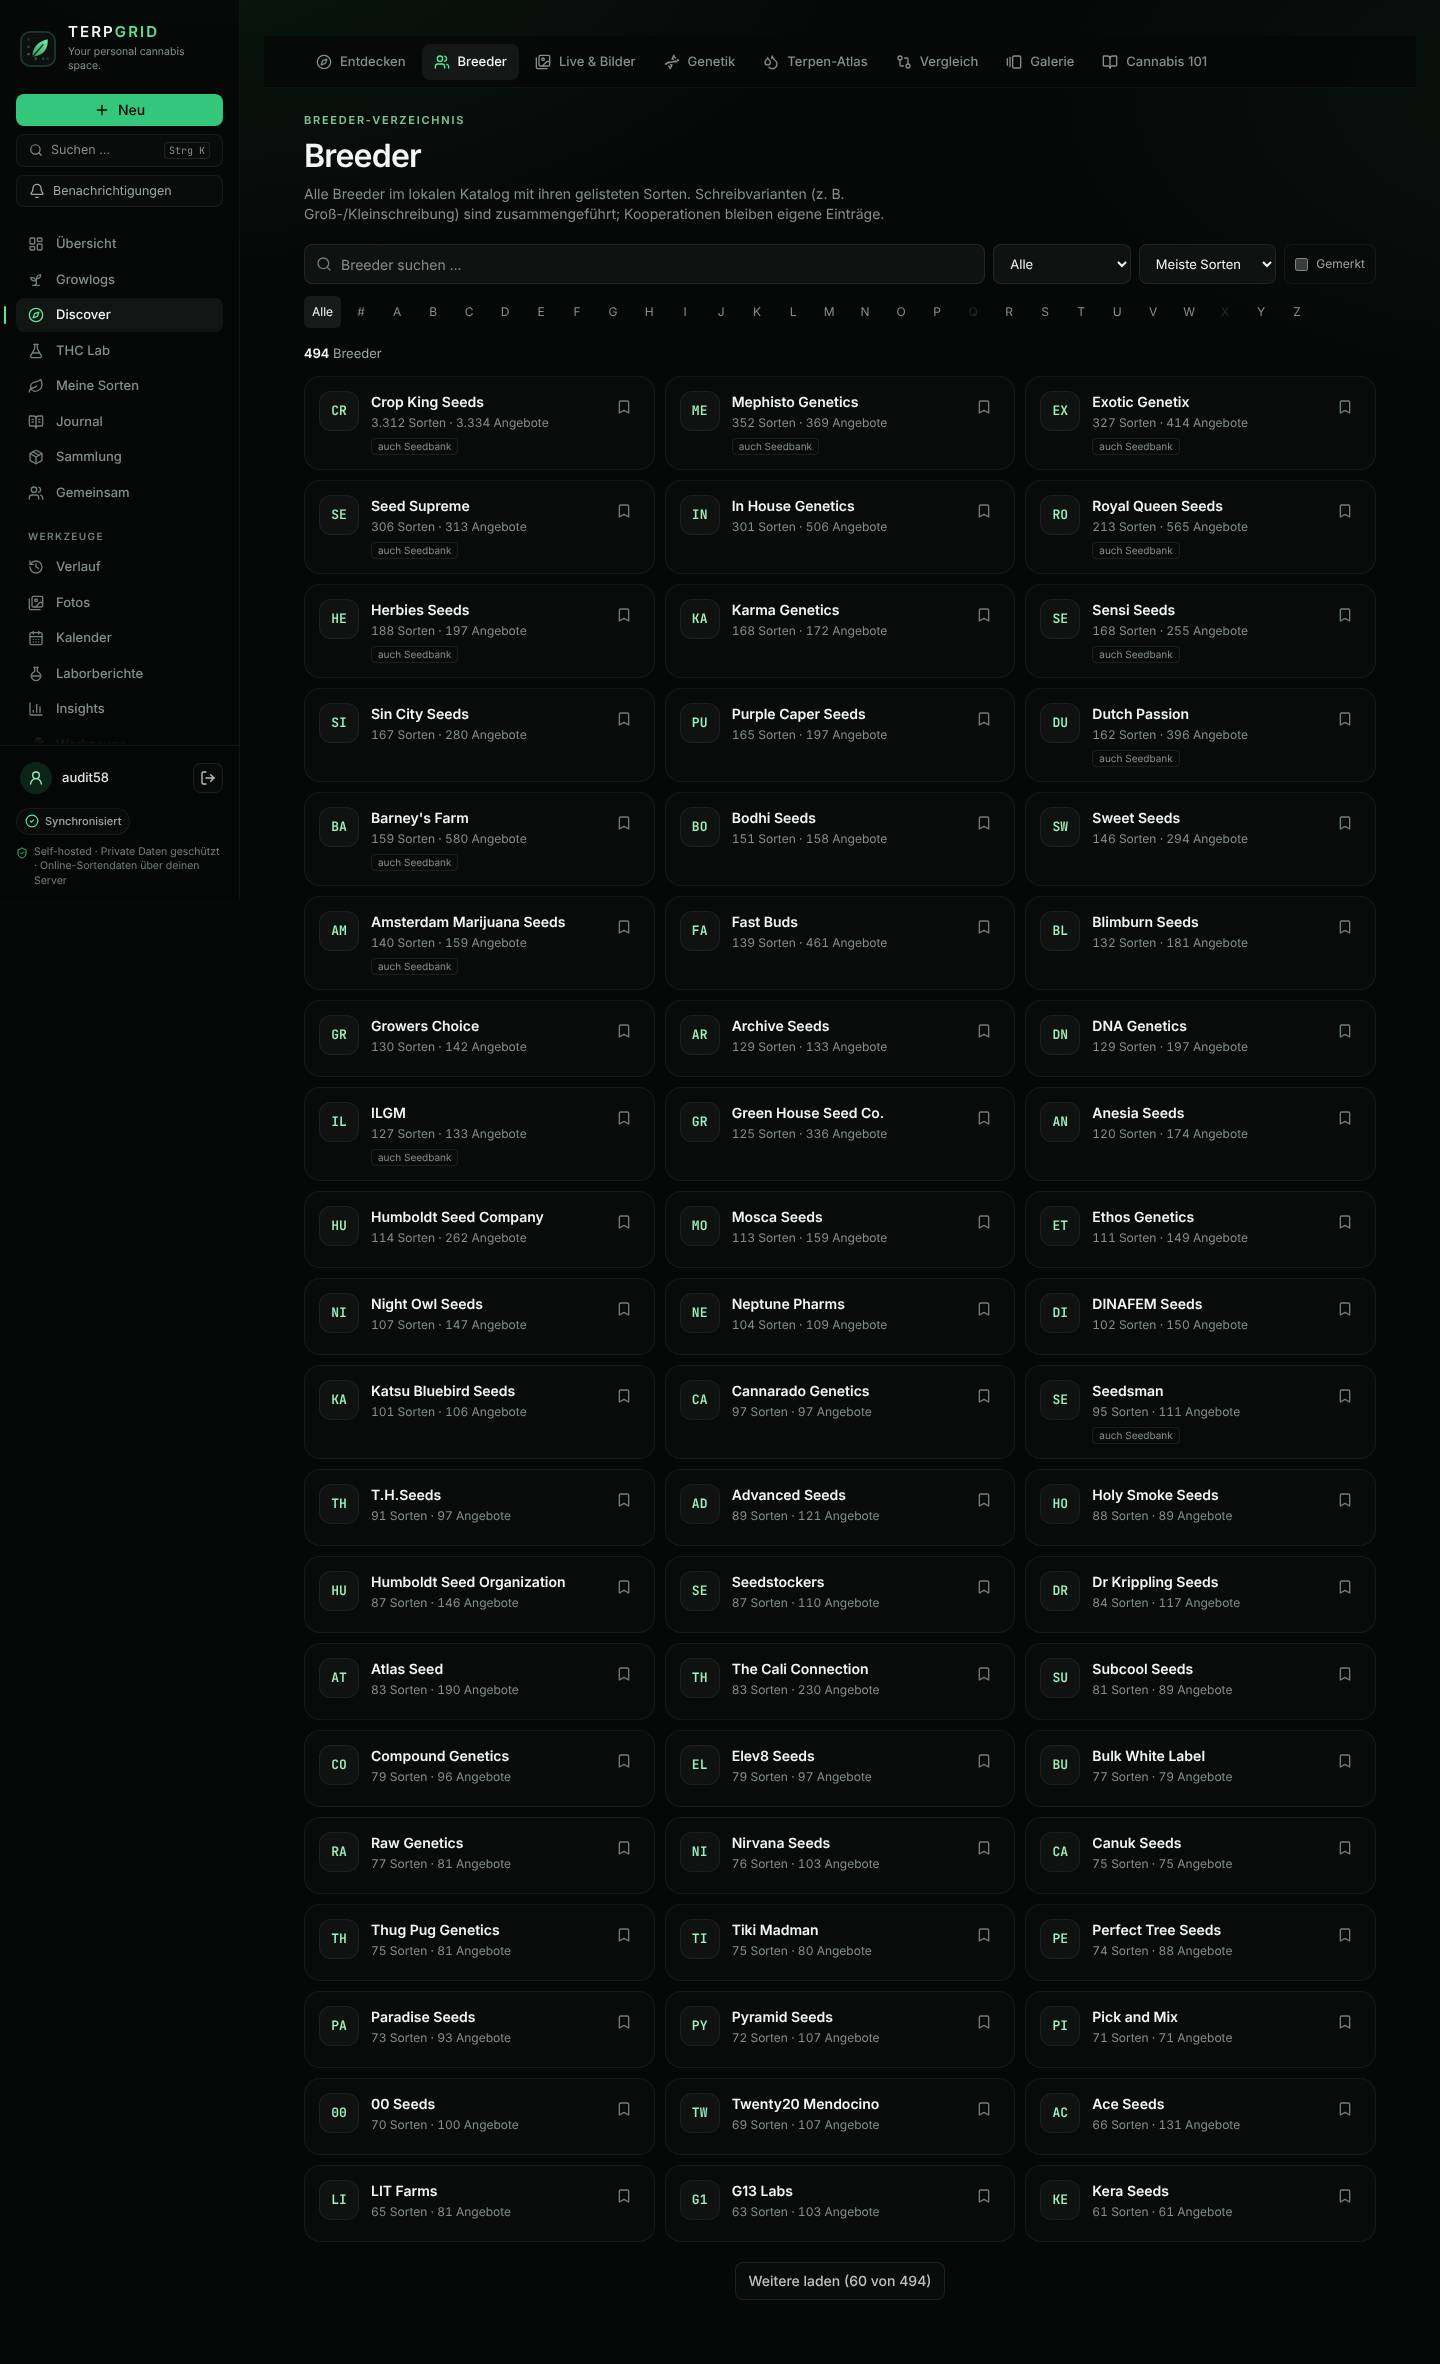 TERPGRID
Your personal cannabis
space.
Neu
Suchen ...
Strg K
Benachrichtigungen
Übersicht
Growlogs
Discover
THC Lab
Meine Sorten
Journal
Sammlung
Gemeinsam
WERKZEUGE
Verlauf
Fotos
Kalender
Laborberichte
Insights
audit58
Synchronisiert
Self-hosted · Private Daten geschützt
· Online-Sortendaten über deinen
Server
Entdecken
Breeder
Live & Bilder
Genetik
Terpen-Atlas
Vergleich
Galerie
Cannabis 101
BREEDER-VERZEICHNIS
Breeder
Alle Breeder im lokalen Katalog mit ihren gelisteten Sorten. Schreibvarianten (z. B.
Groß-/Kleinschreibung) sind zusammengeführt; Kooperationen bleiben eigene Einträge.
Breeder suchen ...
Alle
Meiste Sorten
Gemerkt
Alle # A B C D E F G H I J K L M N O P Q R S T U V W X Y Z
494 Breeder
CR
Crop King Seeds
3.312 Sorten · 3.334 Angebote
auch Seedbank
ME
Mephisto Genetics
352 Sorten · 369 Angebote
auch Seedbank
EX
Exotic Genetix
327 Sorten · 414 Angebote
auch Seedbank
SE
Seed Supreme
306 Sorten · 313 Angebote
auch Seedbank
IN
In House Genetics
301 Sorten · 506 Angebote
RO
Royal Queen Seeds
213 Sorten · 565 Angebote
auch Seedbank
HE
Herbies Seeds
188 Sorten · 197 Angebote
auch Seedbank
KA
Karma Genetics
168 Sorten · 172 Angebote
SE
Sensi Seeds
168 Sorten · 255 Angebote
auch Seedbank
SI
Sin City Seeds
167 Sorten · 280 Angebote
PU
Purple Caper Seeds
165 Sorten · 197 Angebote
DU
Dutch Passion
162 Sorten · 396 Angebote
auch Seedbank
BA
Barney's Farm
159 Sorten · 580 Angebote
auch Seedbank
BO
Bodhi Seeds
151 Sorten · 158 Angebote
SW
Sweet Seeds
146 Sorten · 294 Angebote
AM
Amsterdam Marijuana Seeds
140 Sorten · 159 Angebote
auch Seedbank
FA
Fast Buds
139 Sorten · 461 Angebote
BL
Blimburn Seeds
132 Sorten · 181 Angebote
GR
Growers Choice
130 Sorten · 142 Angebote
AR
Archive Seeds
129 Sorten · 133 Angebote
DN
DNA Genetics
129 Sorten · 197 Angebote
IL
ILGM
127 Sorten · 133 Angebote
auch Seedbank
GR
Green House Seed Co.
125 Sorten · 336 Angebote
AN
Anesia Seeds
120 Sorten · 174 Angebote
HU
Humboldt Seed Company
114 Sorten · 262 Angebote
MO
Mosca Seeds
113 Sorten · 159 Angebote
ET
Ethos Genetics
111 Sorten · 149 Angebote
NI
Night Owl Seeds
107 Sorten · 147 Angebote
NE
Neptune Pharms
104 Sorten · 109 Angebote
DI
DINAFEM Seeds
102 Sorten · 150 Angebote
KA
Katsu Bluebird Seeds
101 Sorten · 106 Angebote
CA
Cannarado Genetics
97 Sorten · 97 Angebote
SE
Seedsman
95 Sorten · 111 Angebote
auch Seedbank
TH
T.H.Seeds
91 Sorten · 97 Angebote
AD
Advanced Seeds
89 Sorten · 121 Angebote
HO
Holy Smoke Seeds
88 Sorten · 89 Angebote
HU
Humboldt Seed Organization
87 Sorten · 146 Angebote
SE
Seedstockers
87 Sorten · 110 Angebote
DR
Dr Krippling Seeds
84 Sorten · 117 Angebote
AT
Atlas Seed
83 Sorten · 190 Angebote
TH
The Cali Connection
83 Sorten · 230 Angebote
SU
Subcool Seeds
81 Sorten · 89 Angebote
CO
Compound Genetics
79 Sorten · 96 Angebote
EL
Elev8 Seeds
79 Sorten · 97 Angebote
BU
Bulk White Label
77 Sorten · 79 Angebote
RA
Raw Genetics
77 Sorten · 81 Angebote
NI
Nirvana Seeds
76 Sorten · 103 Angebote
CA
Canuk Seeds
75 Sorten · 75 Angebote
TH
Thug Pug Genetics
75 Sorten · 81 Angebote
TI
Tiki Madman
75 Sorten · 80 Angebote
PE
Perfect Tree Seeds
74 Sorten · 88 Angebote
PA
Paradise Seeds
73 Sorten · 93 Angebote
PY
Pyramid Seeds
72 Sorten · 107 Angebote
PI
Pick and Mix
71 Sorten · 71 Angebote
00
00 Seeds
70 Sorten · 100 Angebote
TW
Twenty20 Mendocino
69 Sorten · 107 Angebote
AC
Ace Seeds
66 Sorten · 131 Angebote
LI
LIT Farms
65 Sorten · 81 Angebote
G1
G13 Labs
63 Sorten · 103 Angebote
KE
Kera Seeds
61 Sorten · 61 Angebote
Weitere laden (60 von 494)